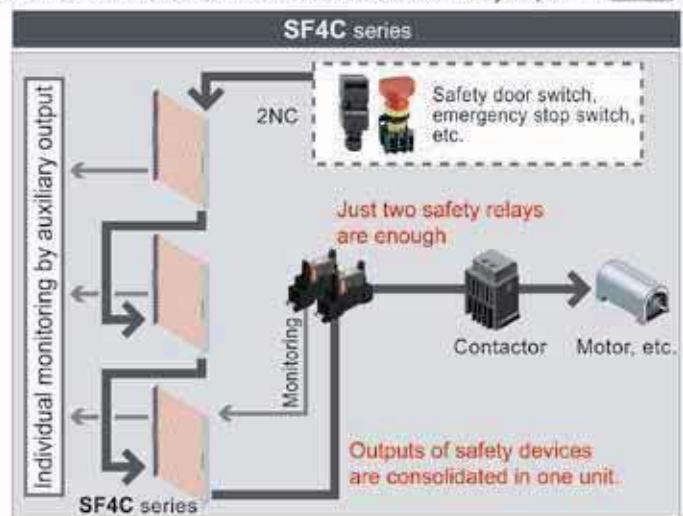 SF4C series
Individual monitoring by auxiliary output
2NC
Safety door switch,
emergency stop switch,
etc.
Just two safety relays
are enough
Monitoring
Contactor
Motor, etc.
Outputs of safety devices
are consolidated in one unit.
SF4C series